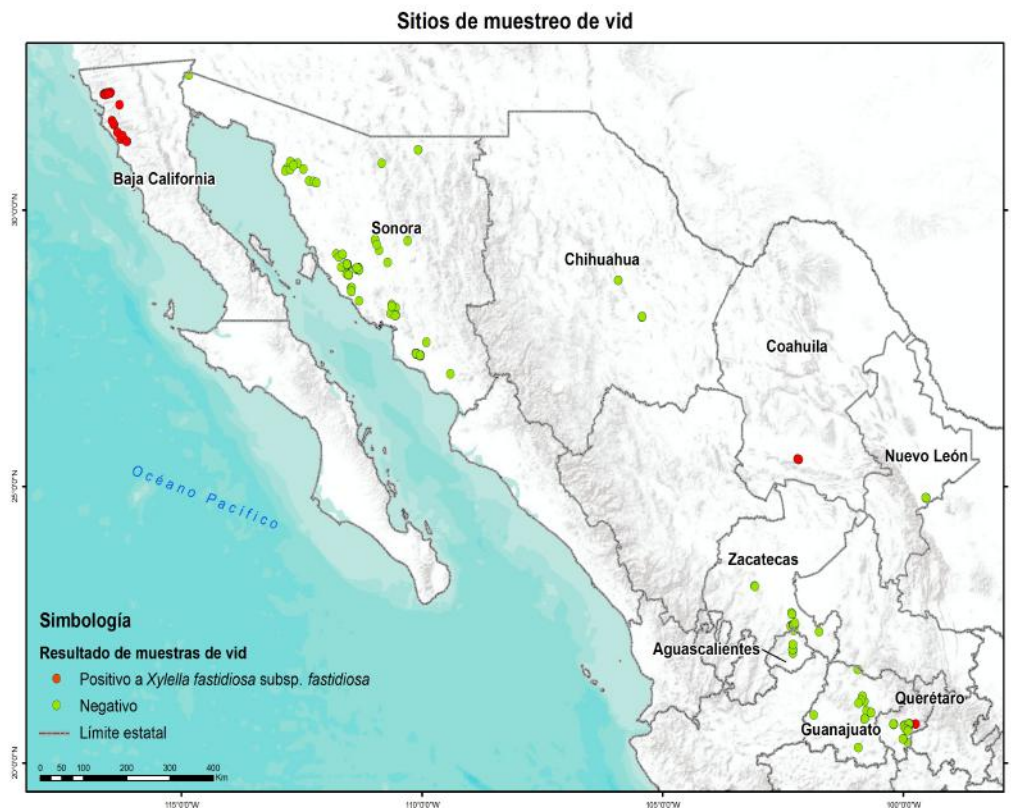 Sitios de muestreo de vid
Baja California
Sonora
Chihuahua
Coahuila
Nuevo León
Océano Pacífico
Zacatecas
Aguascalientes
Querétaro
Guanajuato
Simbología
Resultado de muestras de vid
Positivo a Xylella fastidiosa subsp. fastidiosa
Negativo
Límite estatal
0 50 100 200 300 400
Km
30°0'0"N
25°0'0"N
20°0'0"N
115°0'0"W
110°0'0"W
105°0'0"W
100°0'0"W